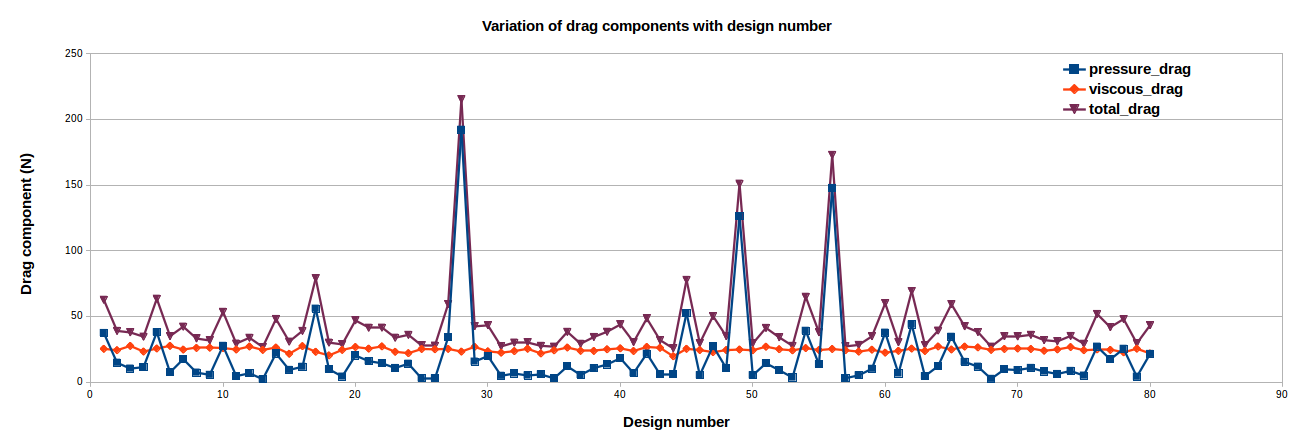 Variation of drag components with design number
pressure_drag
viscous_drag
total_drag
250
200
150
100
50
0
Drag component (N)
0 10 20 30 40 50 60 70 80 90
Design number